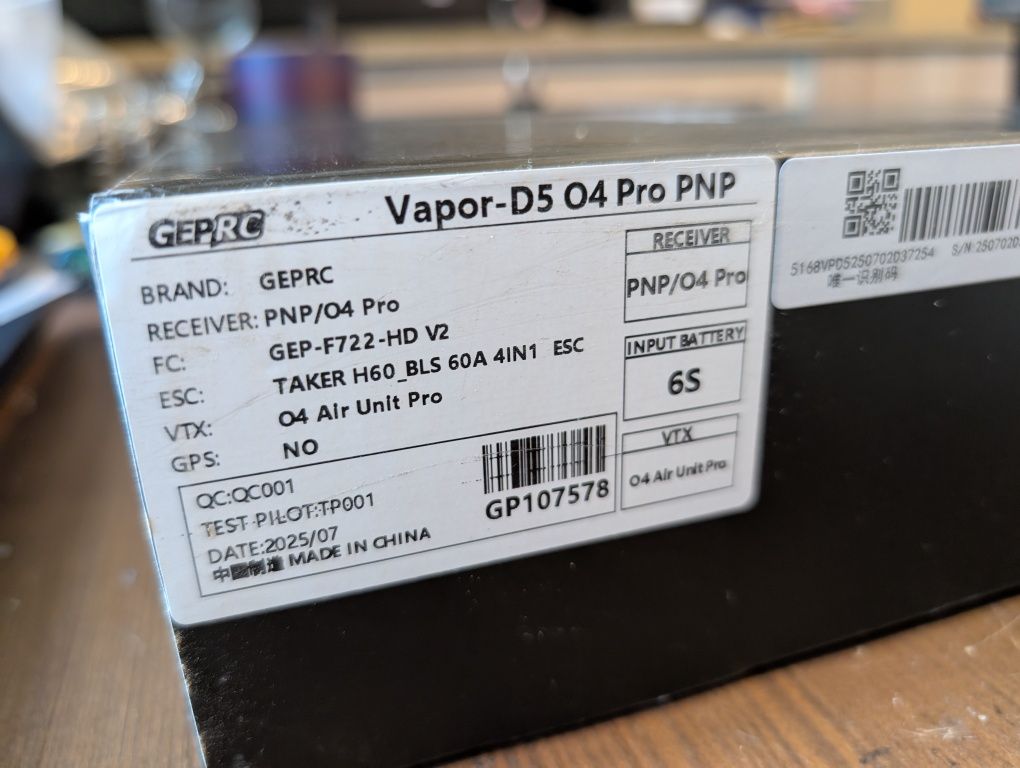 GEPRC
Vapor-D5 O4 Pro PNP
BRAND: GEPRC
RECEIVER: PNP/O4 Pro
FC: GEP-F722-HD V2
ESC: TAKER H60_BLS 60A 4IN1 ESC
VTX: O4 Air Unit Pro
GPS: NO
QC:QC001
TEST PILOT:TP001
DATE:2025/07
中國制造 MADE IN CHINA
GP107578
RECEIVER
PNP/O4 Pro
INPUT BATTERY
6S
VTX
O4 Air Unit Pro
5168VPD5250702D37254
唯一识别码
S/N:250702D